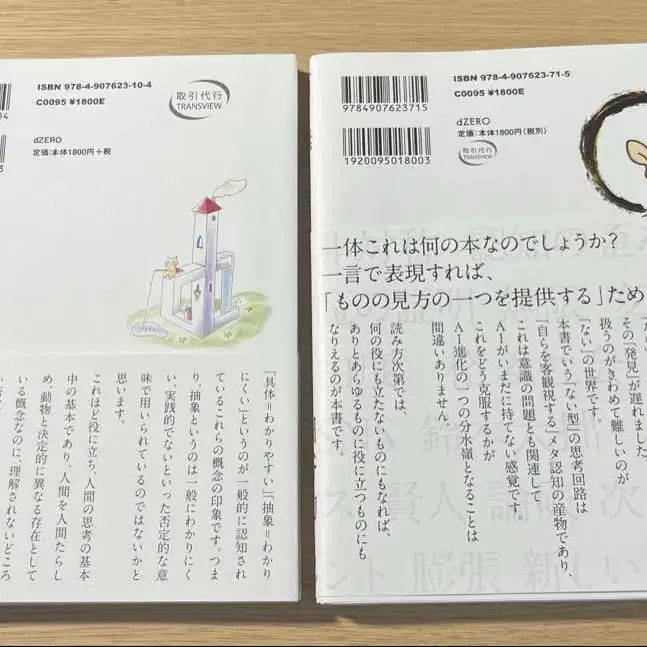 ISBN 978-4-907623-10-4
C0095 ¥1800E
取引代行
TRANSVIEW
dZERO
定価:本体1800円+税
「具体=わかりやすい」「抽象=わかり
にくい」というのが一般的に認知され
ているこれらの概念の印象です。つま
り、抽象というのは一般にわかりにく
い、実践的でないといった否定的な意
味で用いられているのではないかと
思います。
これほど役に立ち、人間の思考の基本
中の基本であり、人間を人間たらし
め、動物と決定的に異なる存在として
いる概念なのに、理解されないどころ
ISBN 978-4-907623-71-5
C0095 ¥1800E
9784907623715
dZERO
定価:本体1800円(税別)
取引代行
TRANSVIEW
1920095018003
一体これは何の本なのでしょうか?
一言で表現すれば、
「ものの見方の一つを提供する」ため
その「発見」が遅れました
扱うのがきわめて難しいのが
「ない」の世界です。
本書でいう「ない型」の思考回路は
「自らを客観視する」メタ認知の産物であり、
これは意識の問題とも関連して
AIがいまだに持てない感覚です。
これをどう克服するかが
AI進化の一つの分水嶺となることは
間違いありません。
読み方次第では、
何の役にも立たないものにもなれば、
ありとあらゆるものに役に立つものにも
なりえるのが本書です。